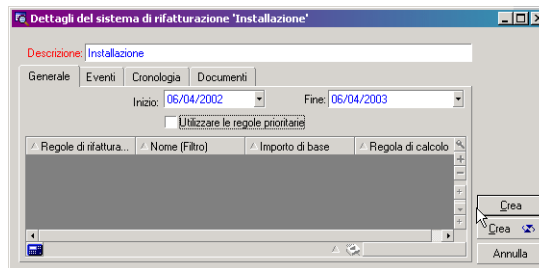 Dettagli del sistema di rifatturazione 'Installazione'
Descrizione: Installazione
Generale Eventi Cronologia Documenti
Inizio: 06/04/2002 Fine: 06/04/2003
Utilizzare le regole prioritarie
Regole di rifattura... Nome (Filtro) Importo di base Regola di calcolo
Crea
Crea
Annulla